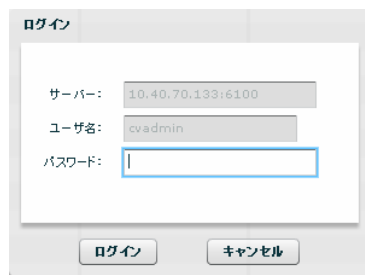 ログイン
サーバー: 10.40.70.133:6100
ユーザ名: cvadmin
パスワード:
ログイン キャンセル